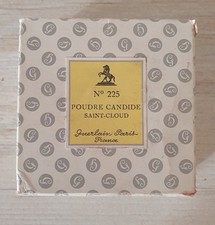 Nº 225
POUDRE CANDIDE
SAINT-CLOUD
Guerlain Paris
France